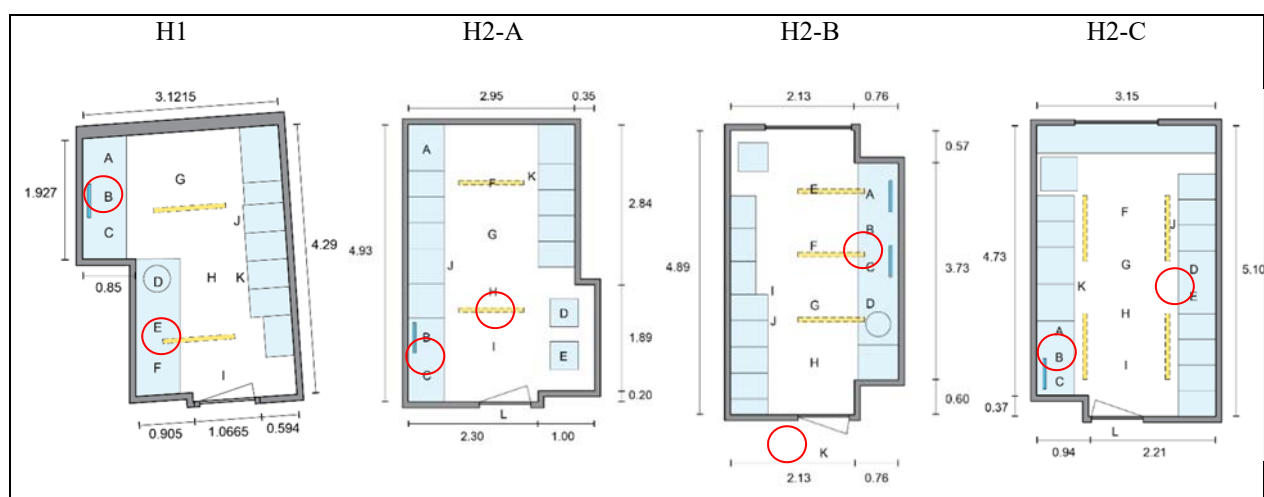 H1 H2-A H2-B H2-C
3.1215
2.95 0.35
2.13 0.76
3.15
A
B
C
G
J
H K
D
E
F
I
1.927
0.85
4.29
0.905 1.0665 0.594
A
F K
G
J
H
B
I
C
D
E
L
4.93
2.84
1.89
0.20
2.30 1.00
E A
B
F
C
I
G D
J
H
K
4.89
0.57
3.73
0.60
2.13 0.76
F
J
G D
K
H E
A
B I
C
L
4.73
0.37
5.10
0.94 2.21